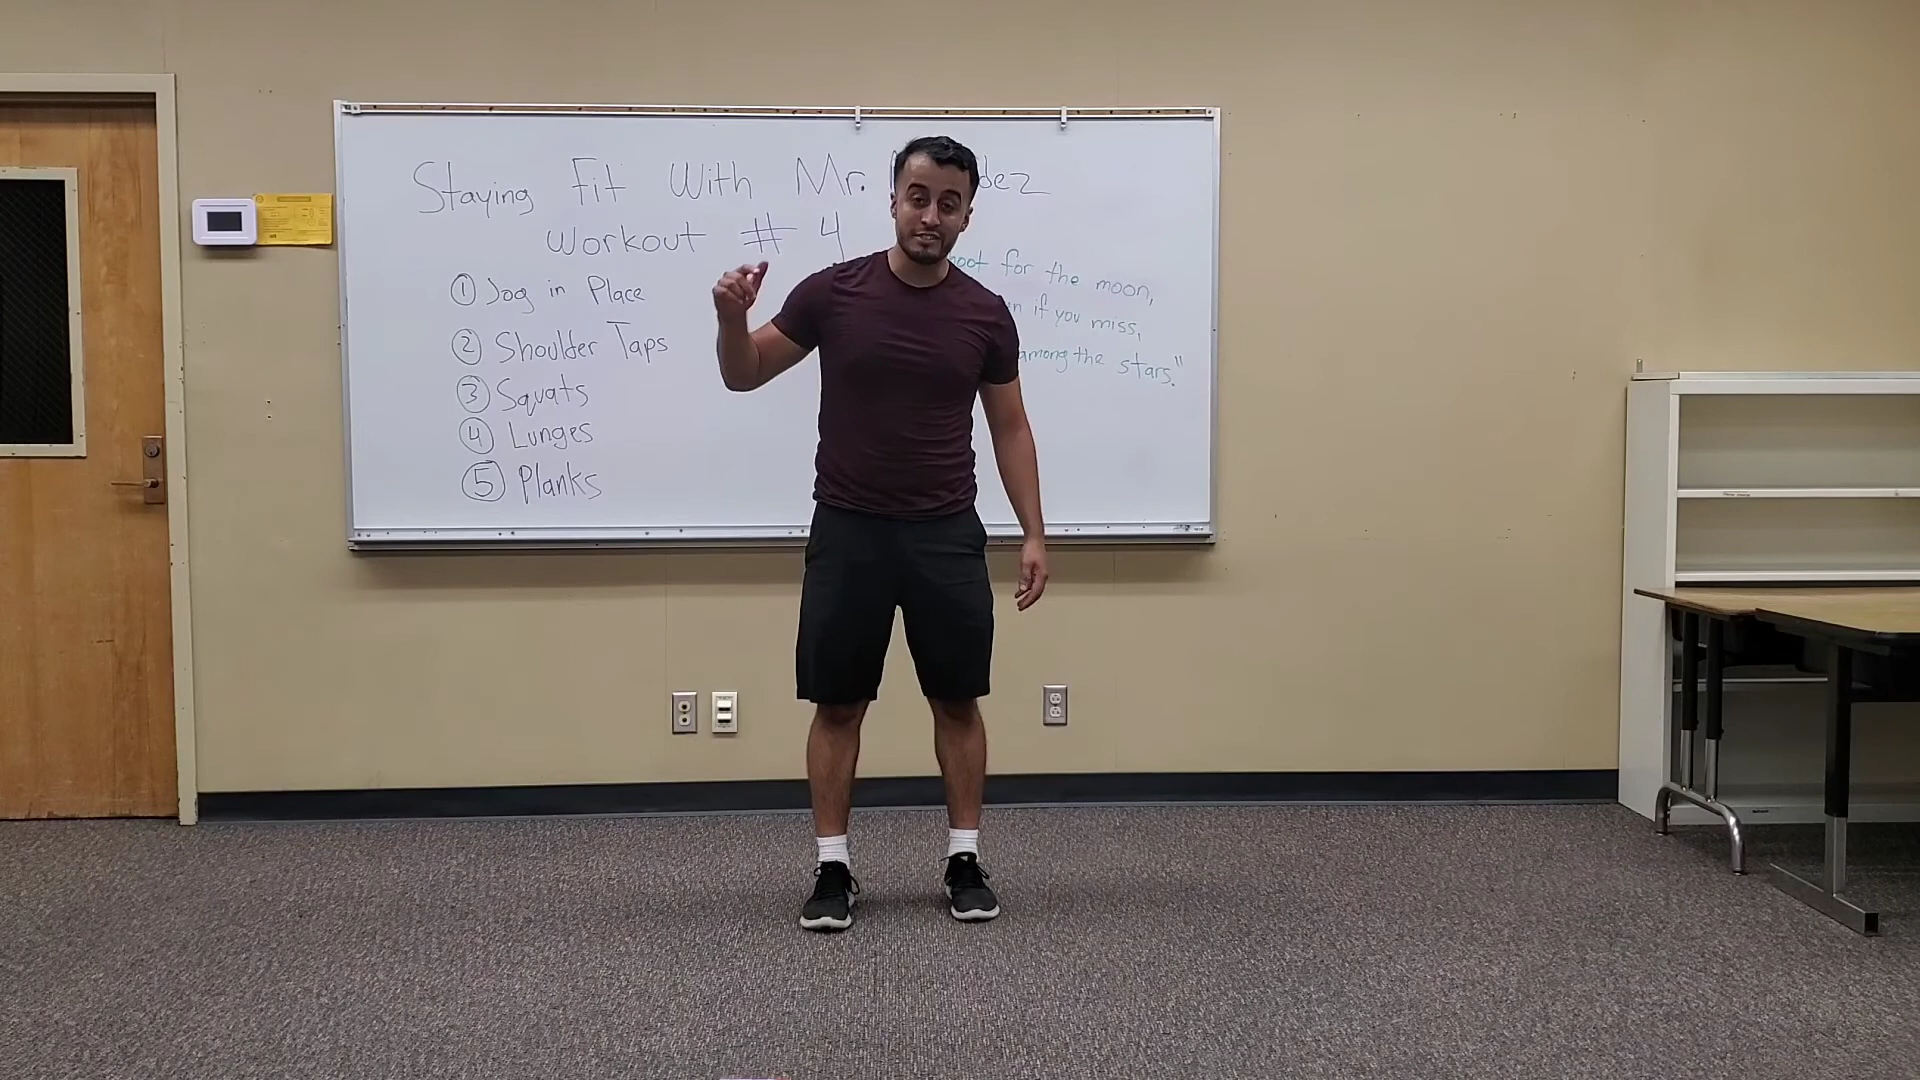 Staying Fit With Mr. dez
Workout # 4
① Jog in Place
② Shoulder Taps
③ Squats
④ Lunges
⑤ Planks
for the moon,
if you miss,
among the stars."